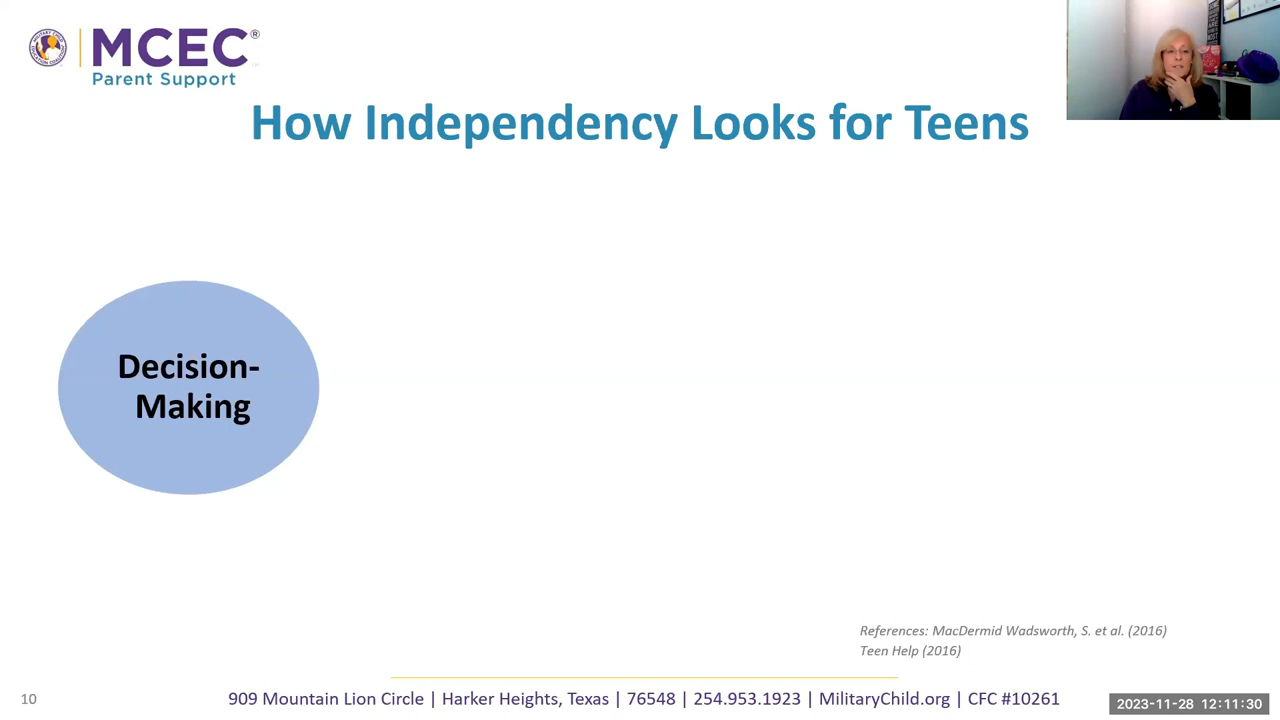 MCEC®
Parent Support
How Independency Looks for Teens
Decision-
Making
References: MacDermid Wadsworth, S. et al. (2016)
Teen Help (2016)
10
909 Mountain Lion Circle | Harker Heights, Texas | 76548 | 254.953.1923 | MilitaryChild.org | CFC #10261
2023-11-28 12:11:30